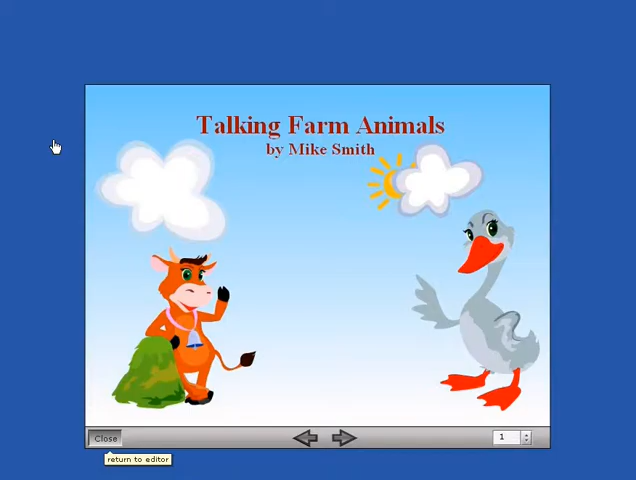 Talking Farm Animals
by Mike Smith
Close
1
return to editor